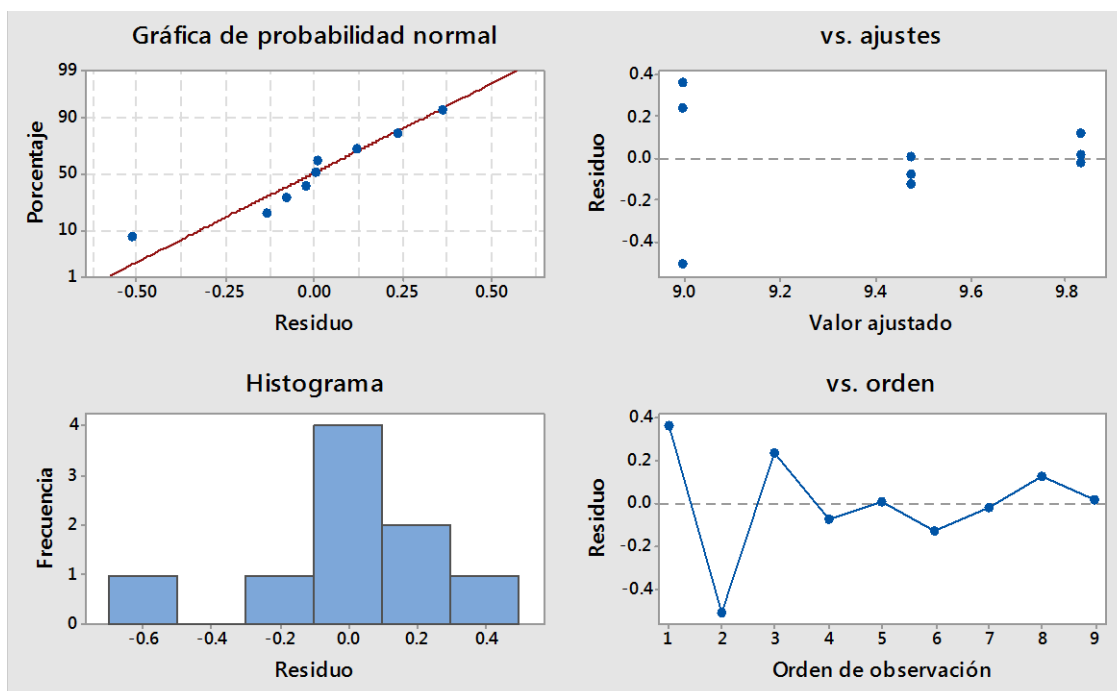 Gráfica de probabilidad normal
99
90
50
10
1
Porcentaje
-0.50 -0.25 0.00 0.25 0.50
Residuo
vs. ajustes
0.4
0.2
0.0
-0.2
-0.4
Residuo
9.0 9.2 9.4 9.6 9.8
Valor ajustado
Histograma
4
3
2
1
0
Frecuencia
-0.6 -0.4 -0.2 0.0 0.2 0.4
Residuo
vs. orden
0.4
0.2
0.0
-0.2
-0.4
Residuo
1 2 3 4 5 6 7 8 9
Orden de observación